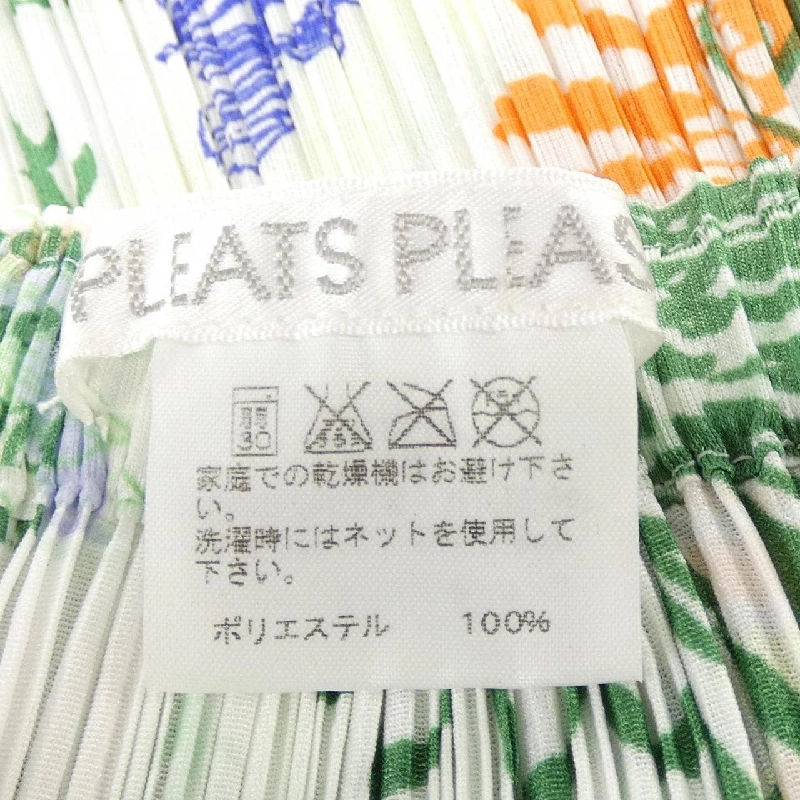 PLEATS PLEAS
弱
30
家庭での乾燥機はお避け下さ
い。
洗濯時にはネットを使用して
下さい。
ポリエステル 100%